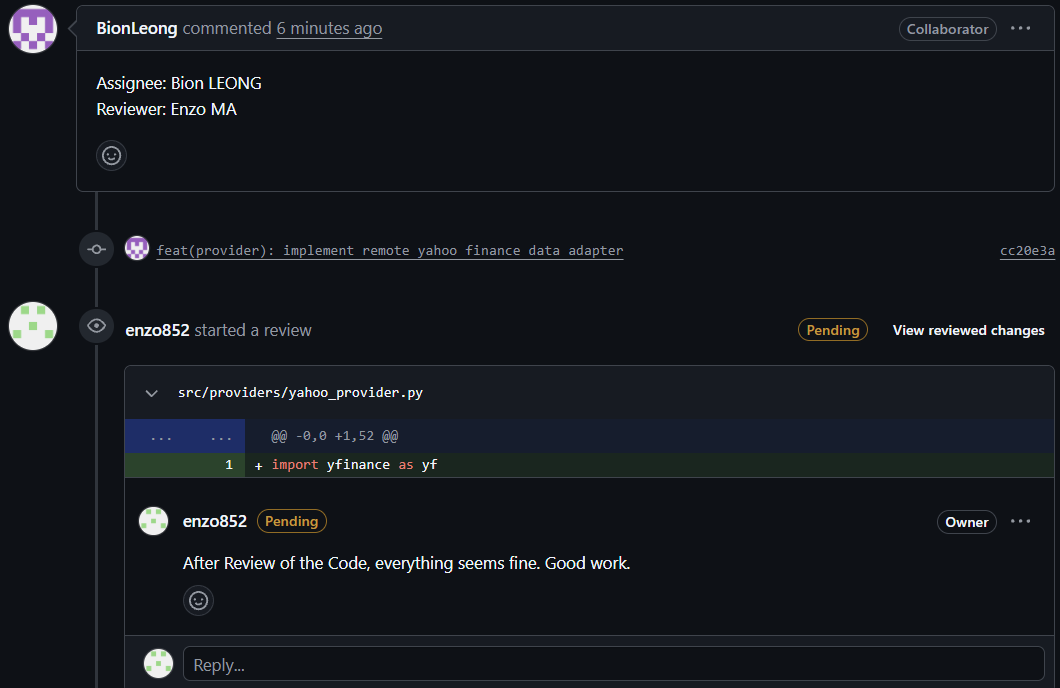 BionLeong commented 6 minutes ago Collaborator ...
Assignee: Bion LEONG
Reviewer: Enzo MA
feat(provider): implement remote yahoo finance data adapter cc20e3a
enzo852 started a review Pending View reviewed changes
src/providers/yahoo_provider.py
... ... @@ -0,0 +1,52 @@
1 + import yfinance as yf
enzo852 Pending Owner ...
After Review of the Code, everything seems fine. Good work.
Reply...